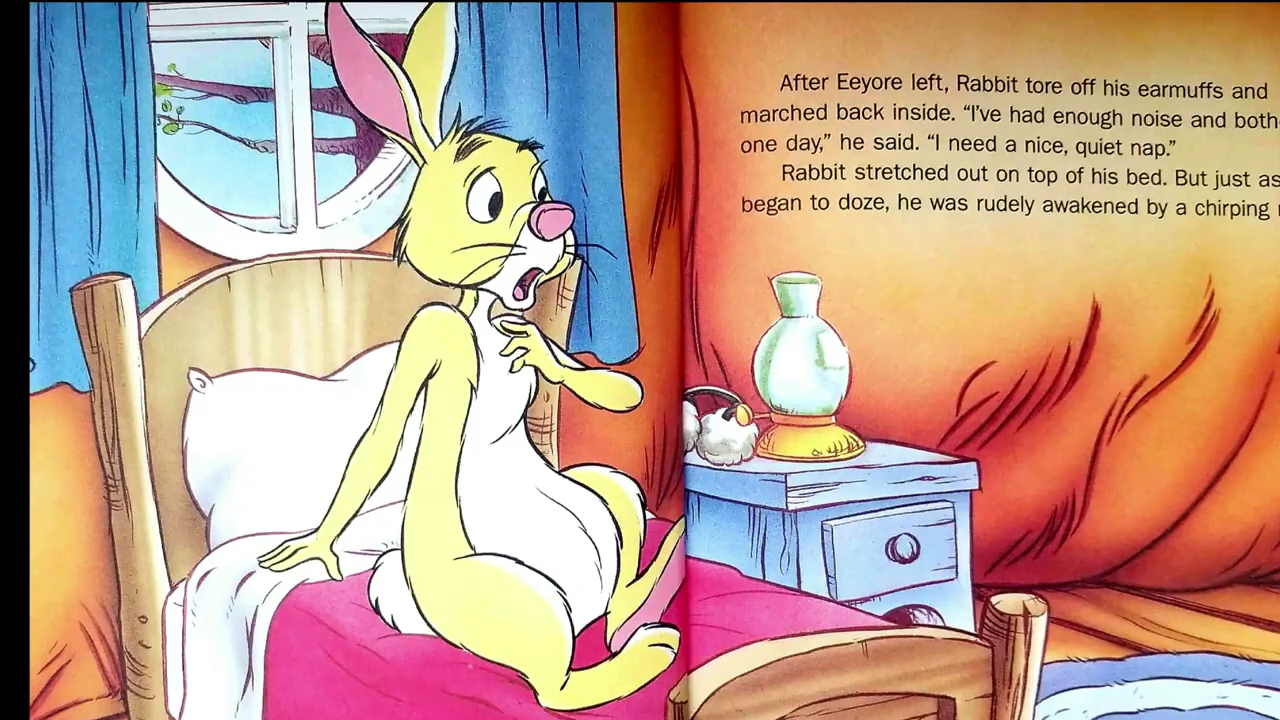 After Eeyore left, Rabbit tore off his earmuffs and
marched back inside. “I’ve had enough noise and
one day,” he said. “I need a nice, quiet nap.”
Rabbit stretched out on top of his bed. But just as
began to doze, he was rudely awakened by a chirping